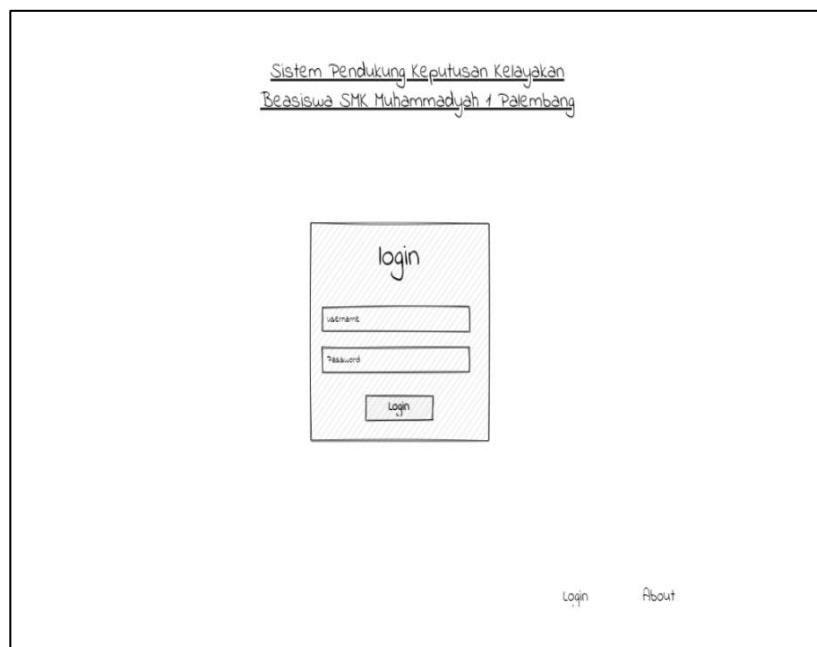 Sistem Pendukung Keputusan Kelayakan
Beasiswa SMK Muhammadyah 1 Palembang
login
username
Password
Login
Login About